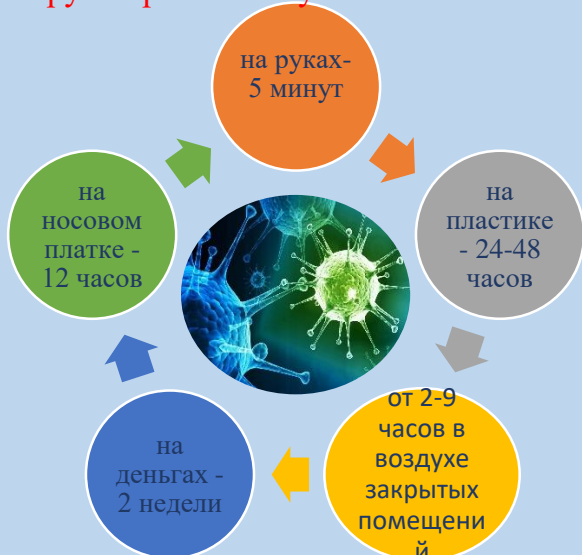 на руках-
5 минут
на
пластике
- 24-48
часов
от 2-9
часов в
воздухе
закрытых
помещени
й
на
деньгах -
2 недели
на
носовом
платке -
12 часов